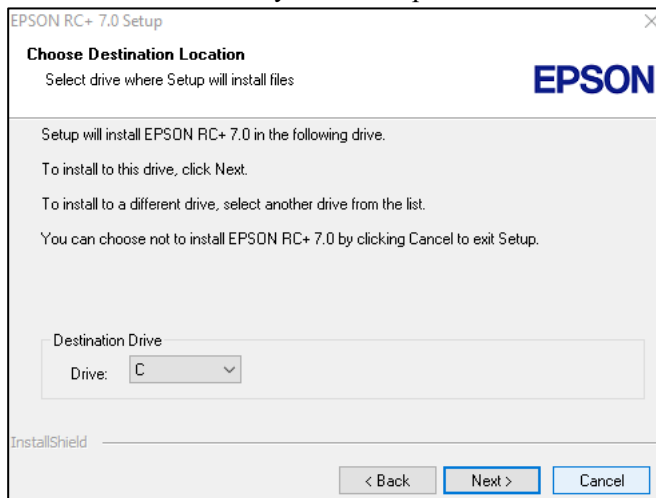 EPSON RC+ 7.0 Setup
Choose Destination Location
Select drive where Setup will install files
EPSON
Setup will install EPSON RC+ 7.0 in the following drive.
To install to this drive, click Next.
To install to a different drive, select another drive from the list.
You can choose not to install EPSON RC+ 7.0 by clicking Cancel to exit Setup.
Destination Drive
Drive: C
InstallShield
< Back Next > Cancel